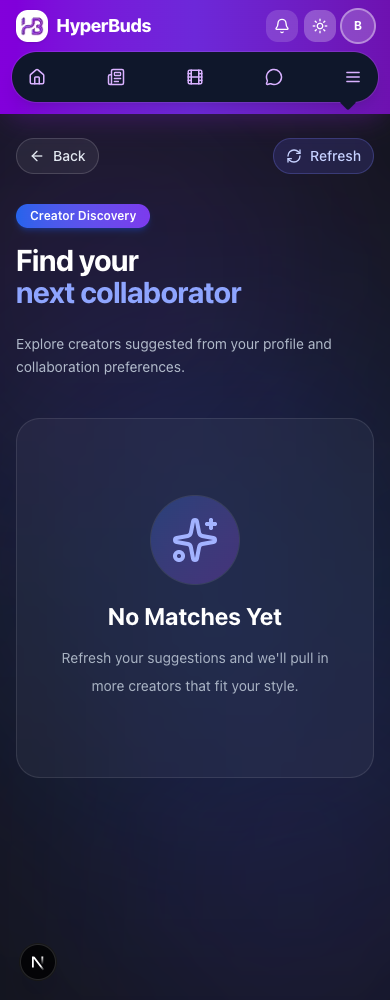 HyperBuds
B
Back
Refresh
Creator Discovery
Find your
next collaborator
Explore creators suggested from your profile and
collaboration preferences.
No Matches Yet
Refresh your suggestions and we'll pull in
more creators that fit your style.
N